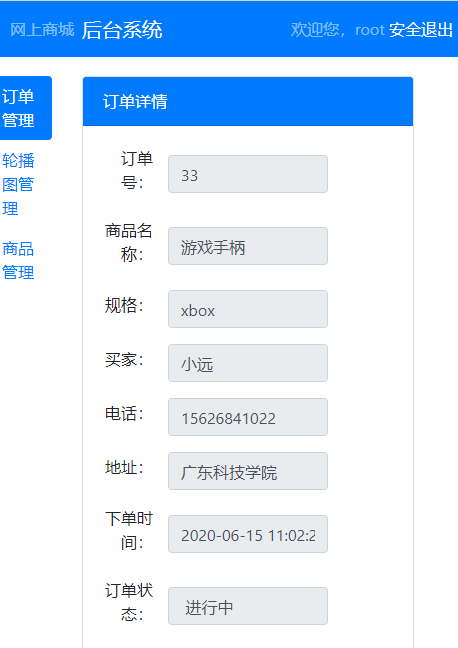 网上商城 后台系统 欢迎您，root 安全退出
订单
管理
轮播
图管
理
商品
管理
订单详情
订单
号： 33
商品名
称： 游戏手柄
规格： xbox
买家： 小远
电话： 15626841022
地址： 广东科技学院
下单时
间： 2020-06-15 11:02:2
订单状
态： 进行中